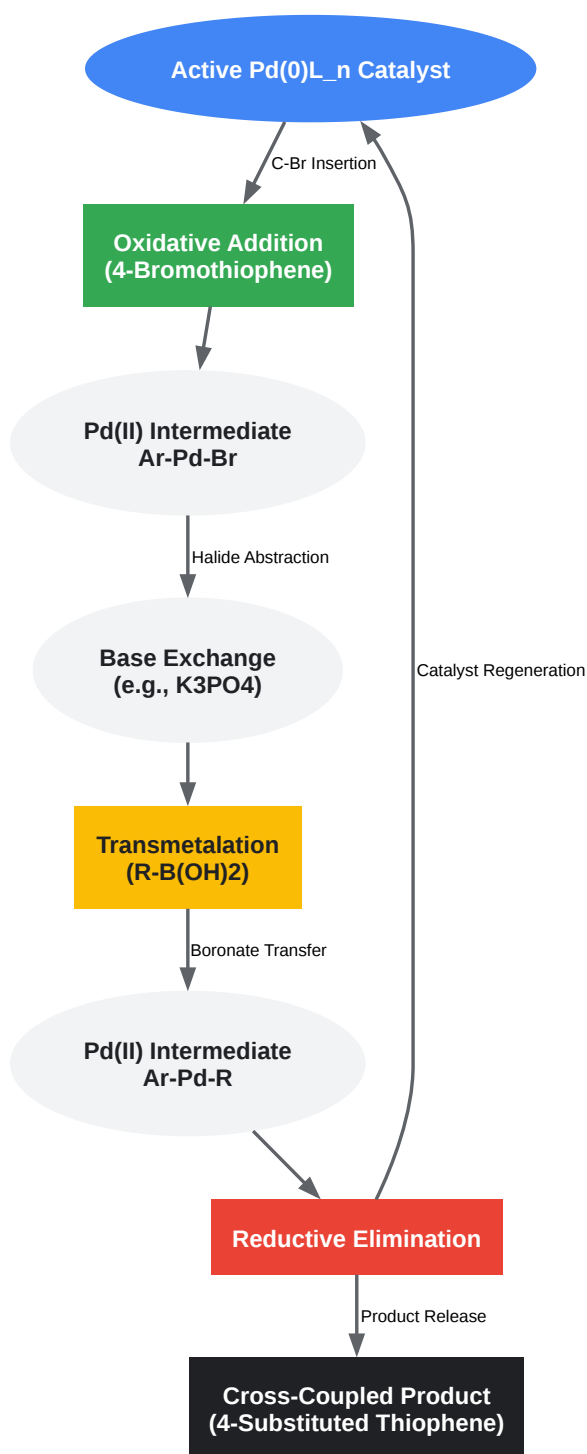 Active Pd(0)L_n Catalyst
C-Br Insertion
Oxidative Addition
(4-Bromothiophene)
Pd(II) Intermediate
Ar-Pd-Br
Halide Abstraction
Base Exchange
(e.g., K3PO4)
Catalyst Regeneration
Transmetalation
(R-B(OH)2)
Boronate Transfer
Pd(II) Intermediate
Ar-Pd-R
Reductive Elimination
Product Release
Cross-Coupled Product
(4-Substituted Thiophene)